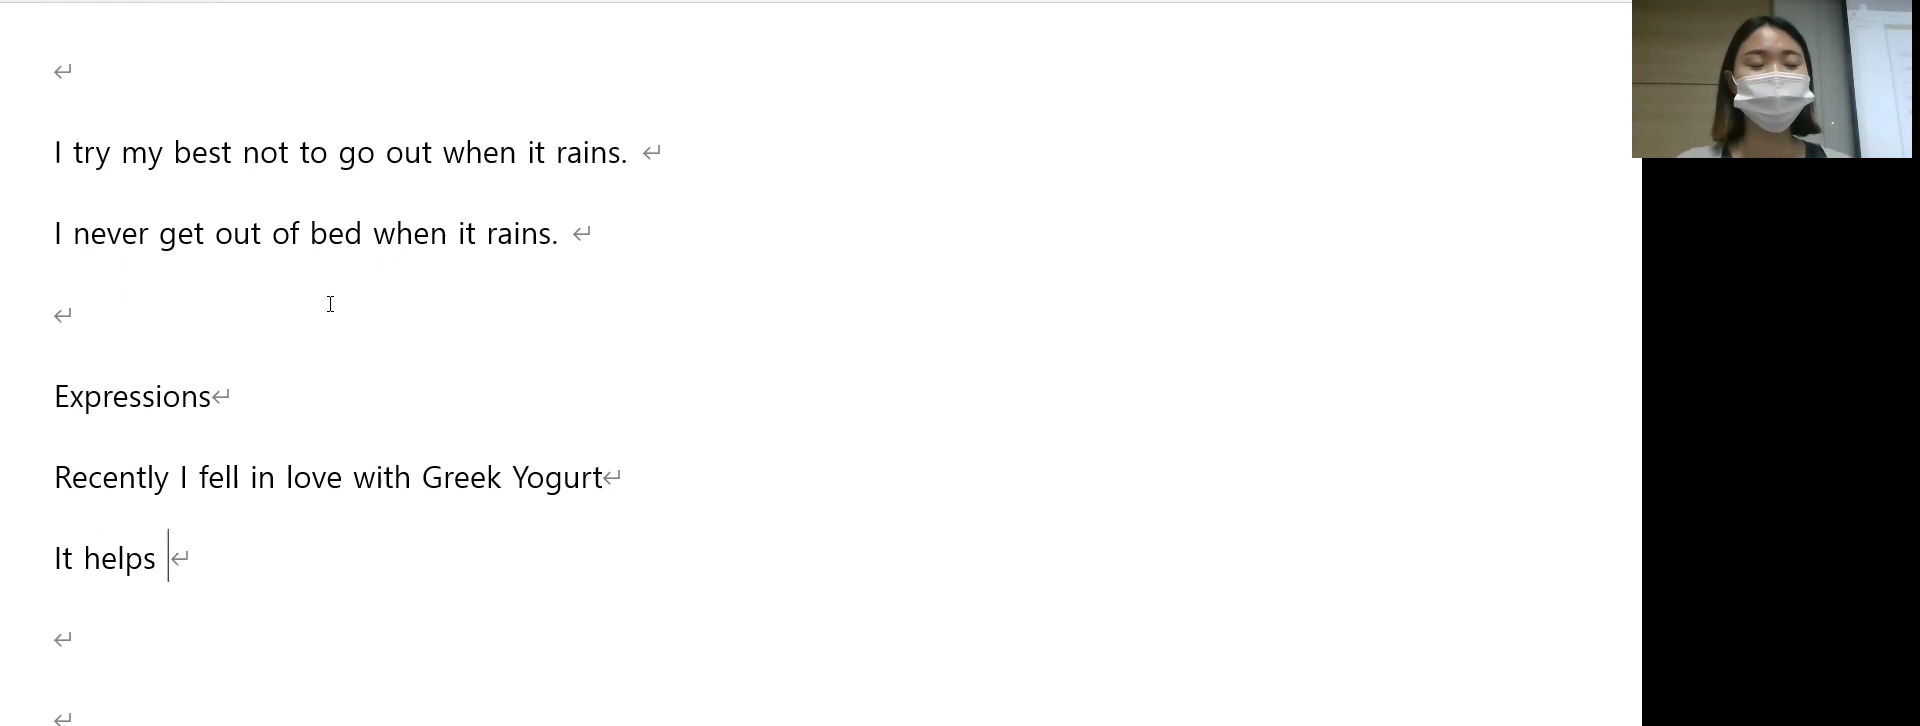 I try my best not to go out when it rains.
I never get out of bed when it rains.
Expressions
Recently I fell in love with Greek Yogurt
It helps